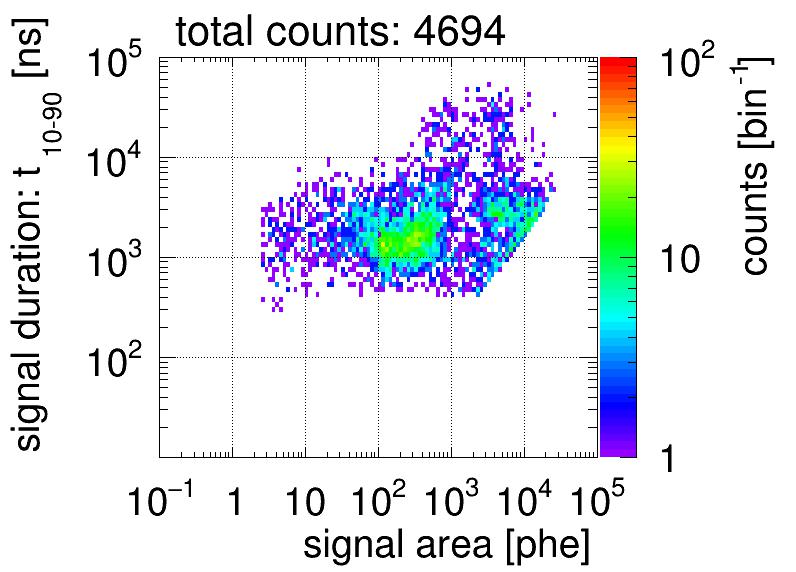 total counts: 4694
signal duration: t 10-90 [ns]
10^5
10^4
10^3
10^2
10^−1 1 10 10^2 10^3 10^4 10^5
signal area [phe]
10^2
10
1
counts [bin^-1]